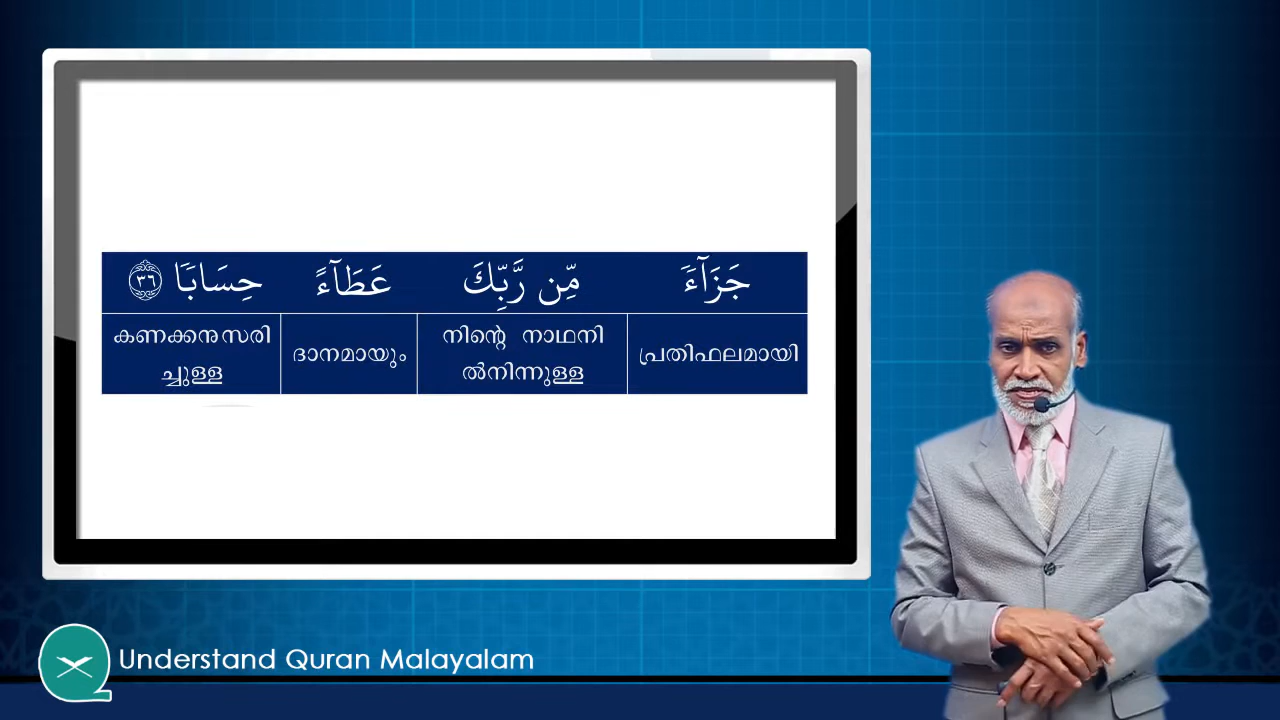 جَزَآءً مِّن رَّبِّكَ عَطَآءً حِسَابًا ٣٦
പ്രതിഫലമായി
നിന്റെ നാഥനി
ൽനിന്നുള്ള
ദാനമായും
കണക്കനുസരി
ച്ചുള്ള
Understand Quran Malayalam